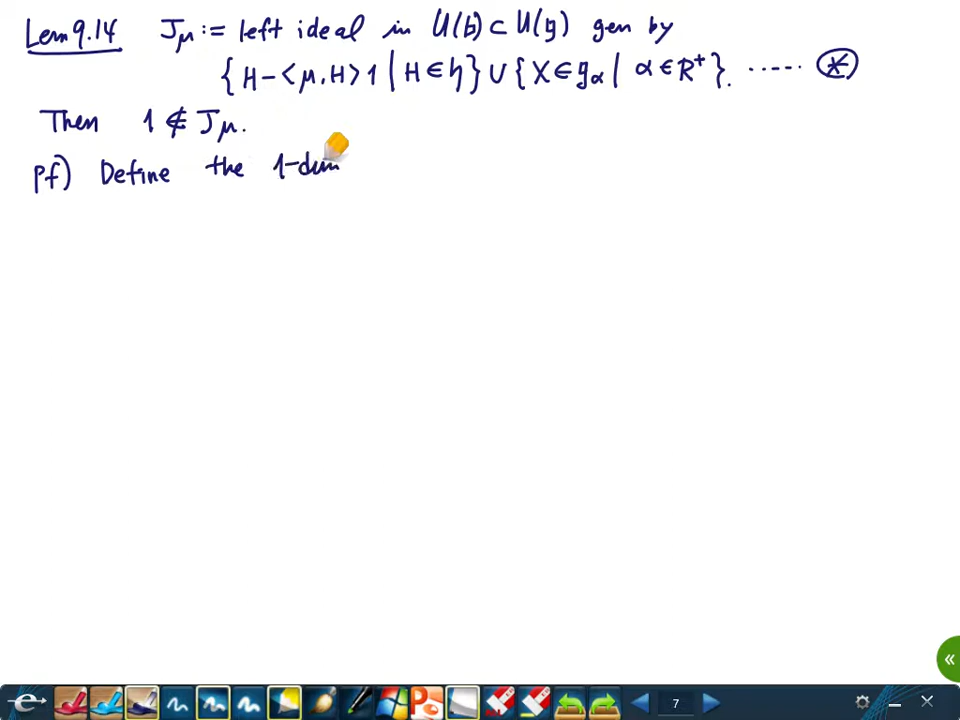 Lem 9.14 Jμ := left ideal in U(b) ⊂ U(g) gen by
{H - <μ, H> 1 | H ∈ h} ∪ {X ∈ gα | α ∈ R⁺}. ..... (*)
Then 1 ∉ Jμ.
pf) Define the 1-dim
7